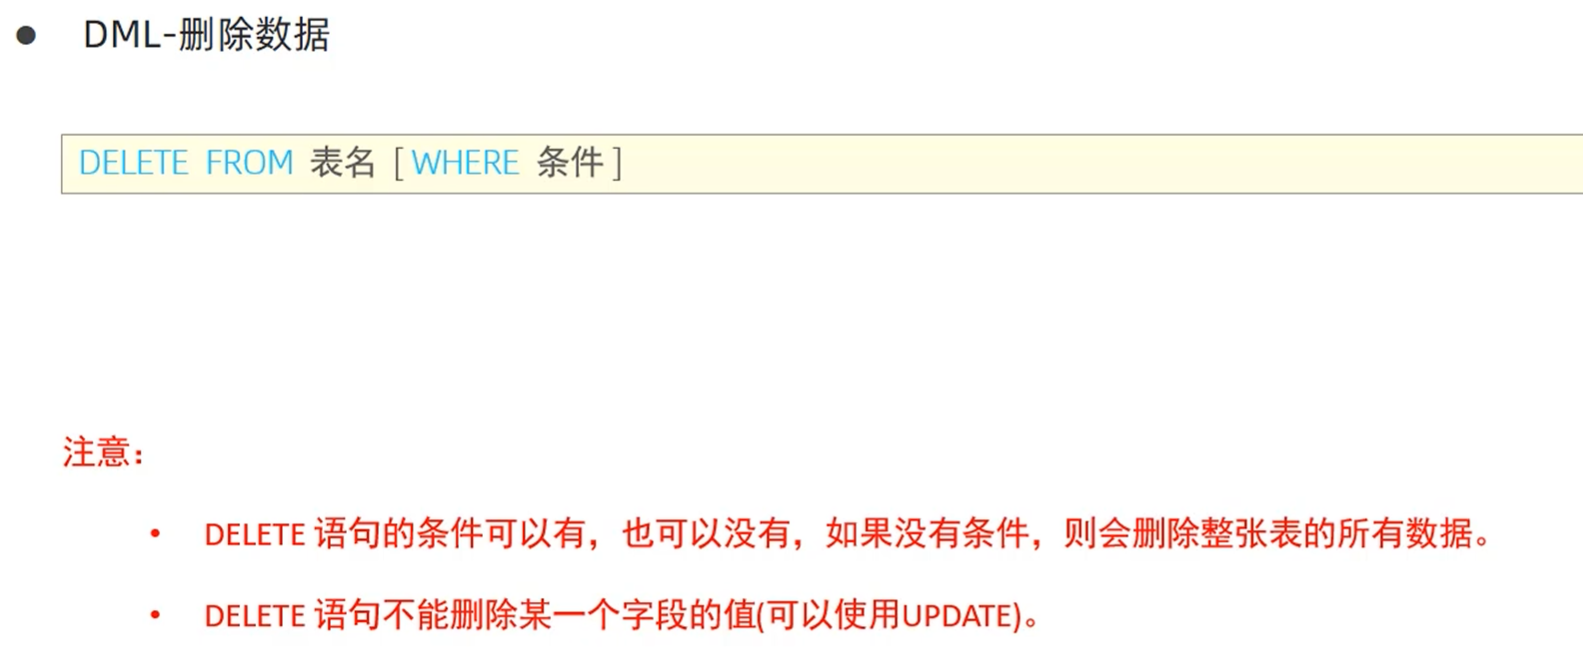 ● DML-删除数据
DELETE FROM 表名 [ WHERE 条件 ]
注意：
• DELETE 语句的条件可以有，也可以没有，如果没有条件，则会删除整张表的所有数据。
• DELETE 语句不能删除某一个字段的值(可以使用UPDATE)。